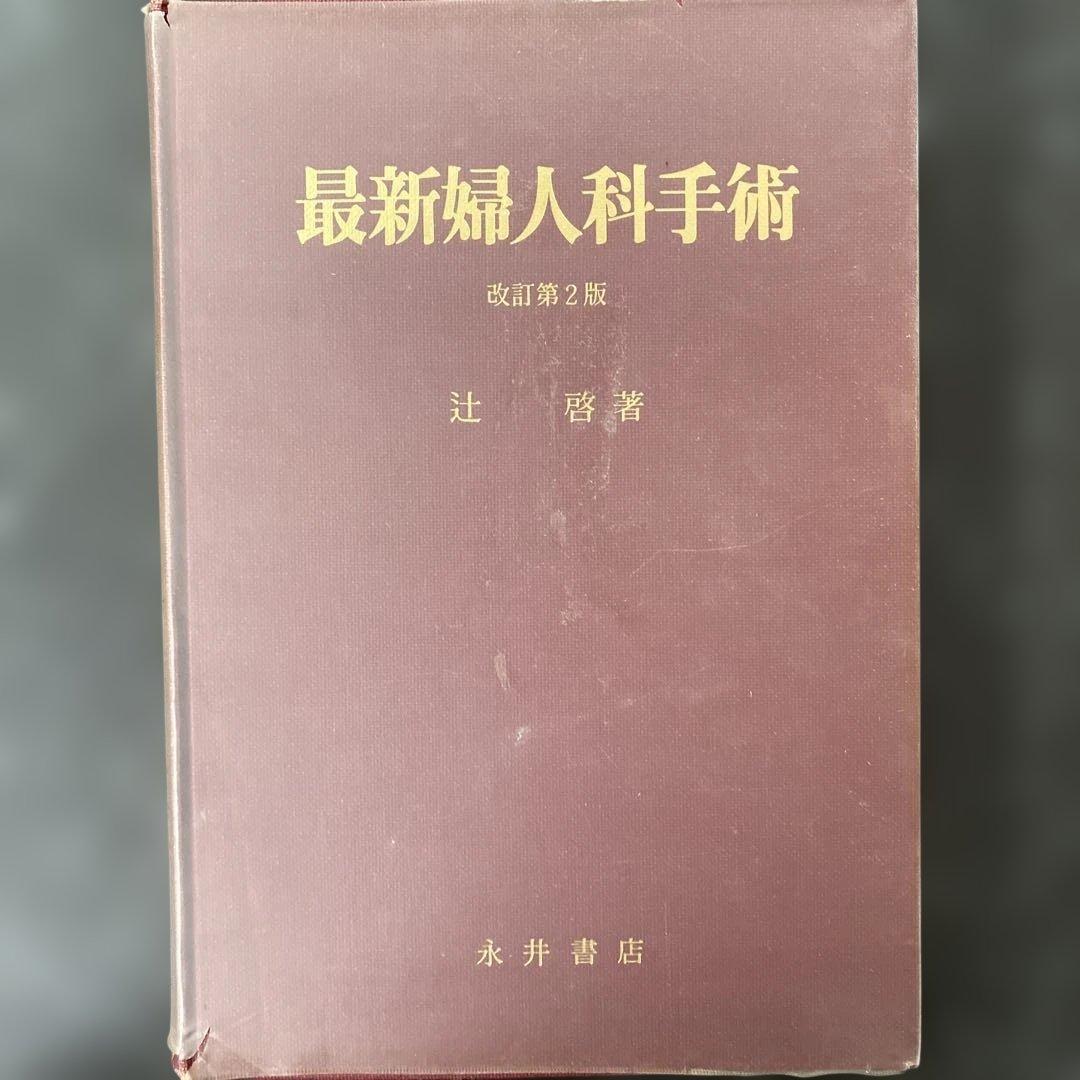 最新婦人科手術
改訂第2版
辻 啓 著
永井書店